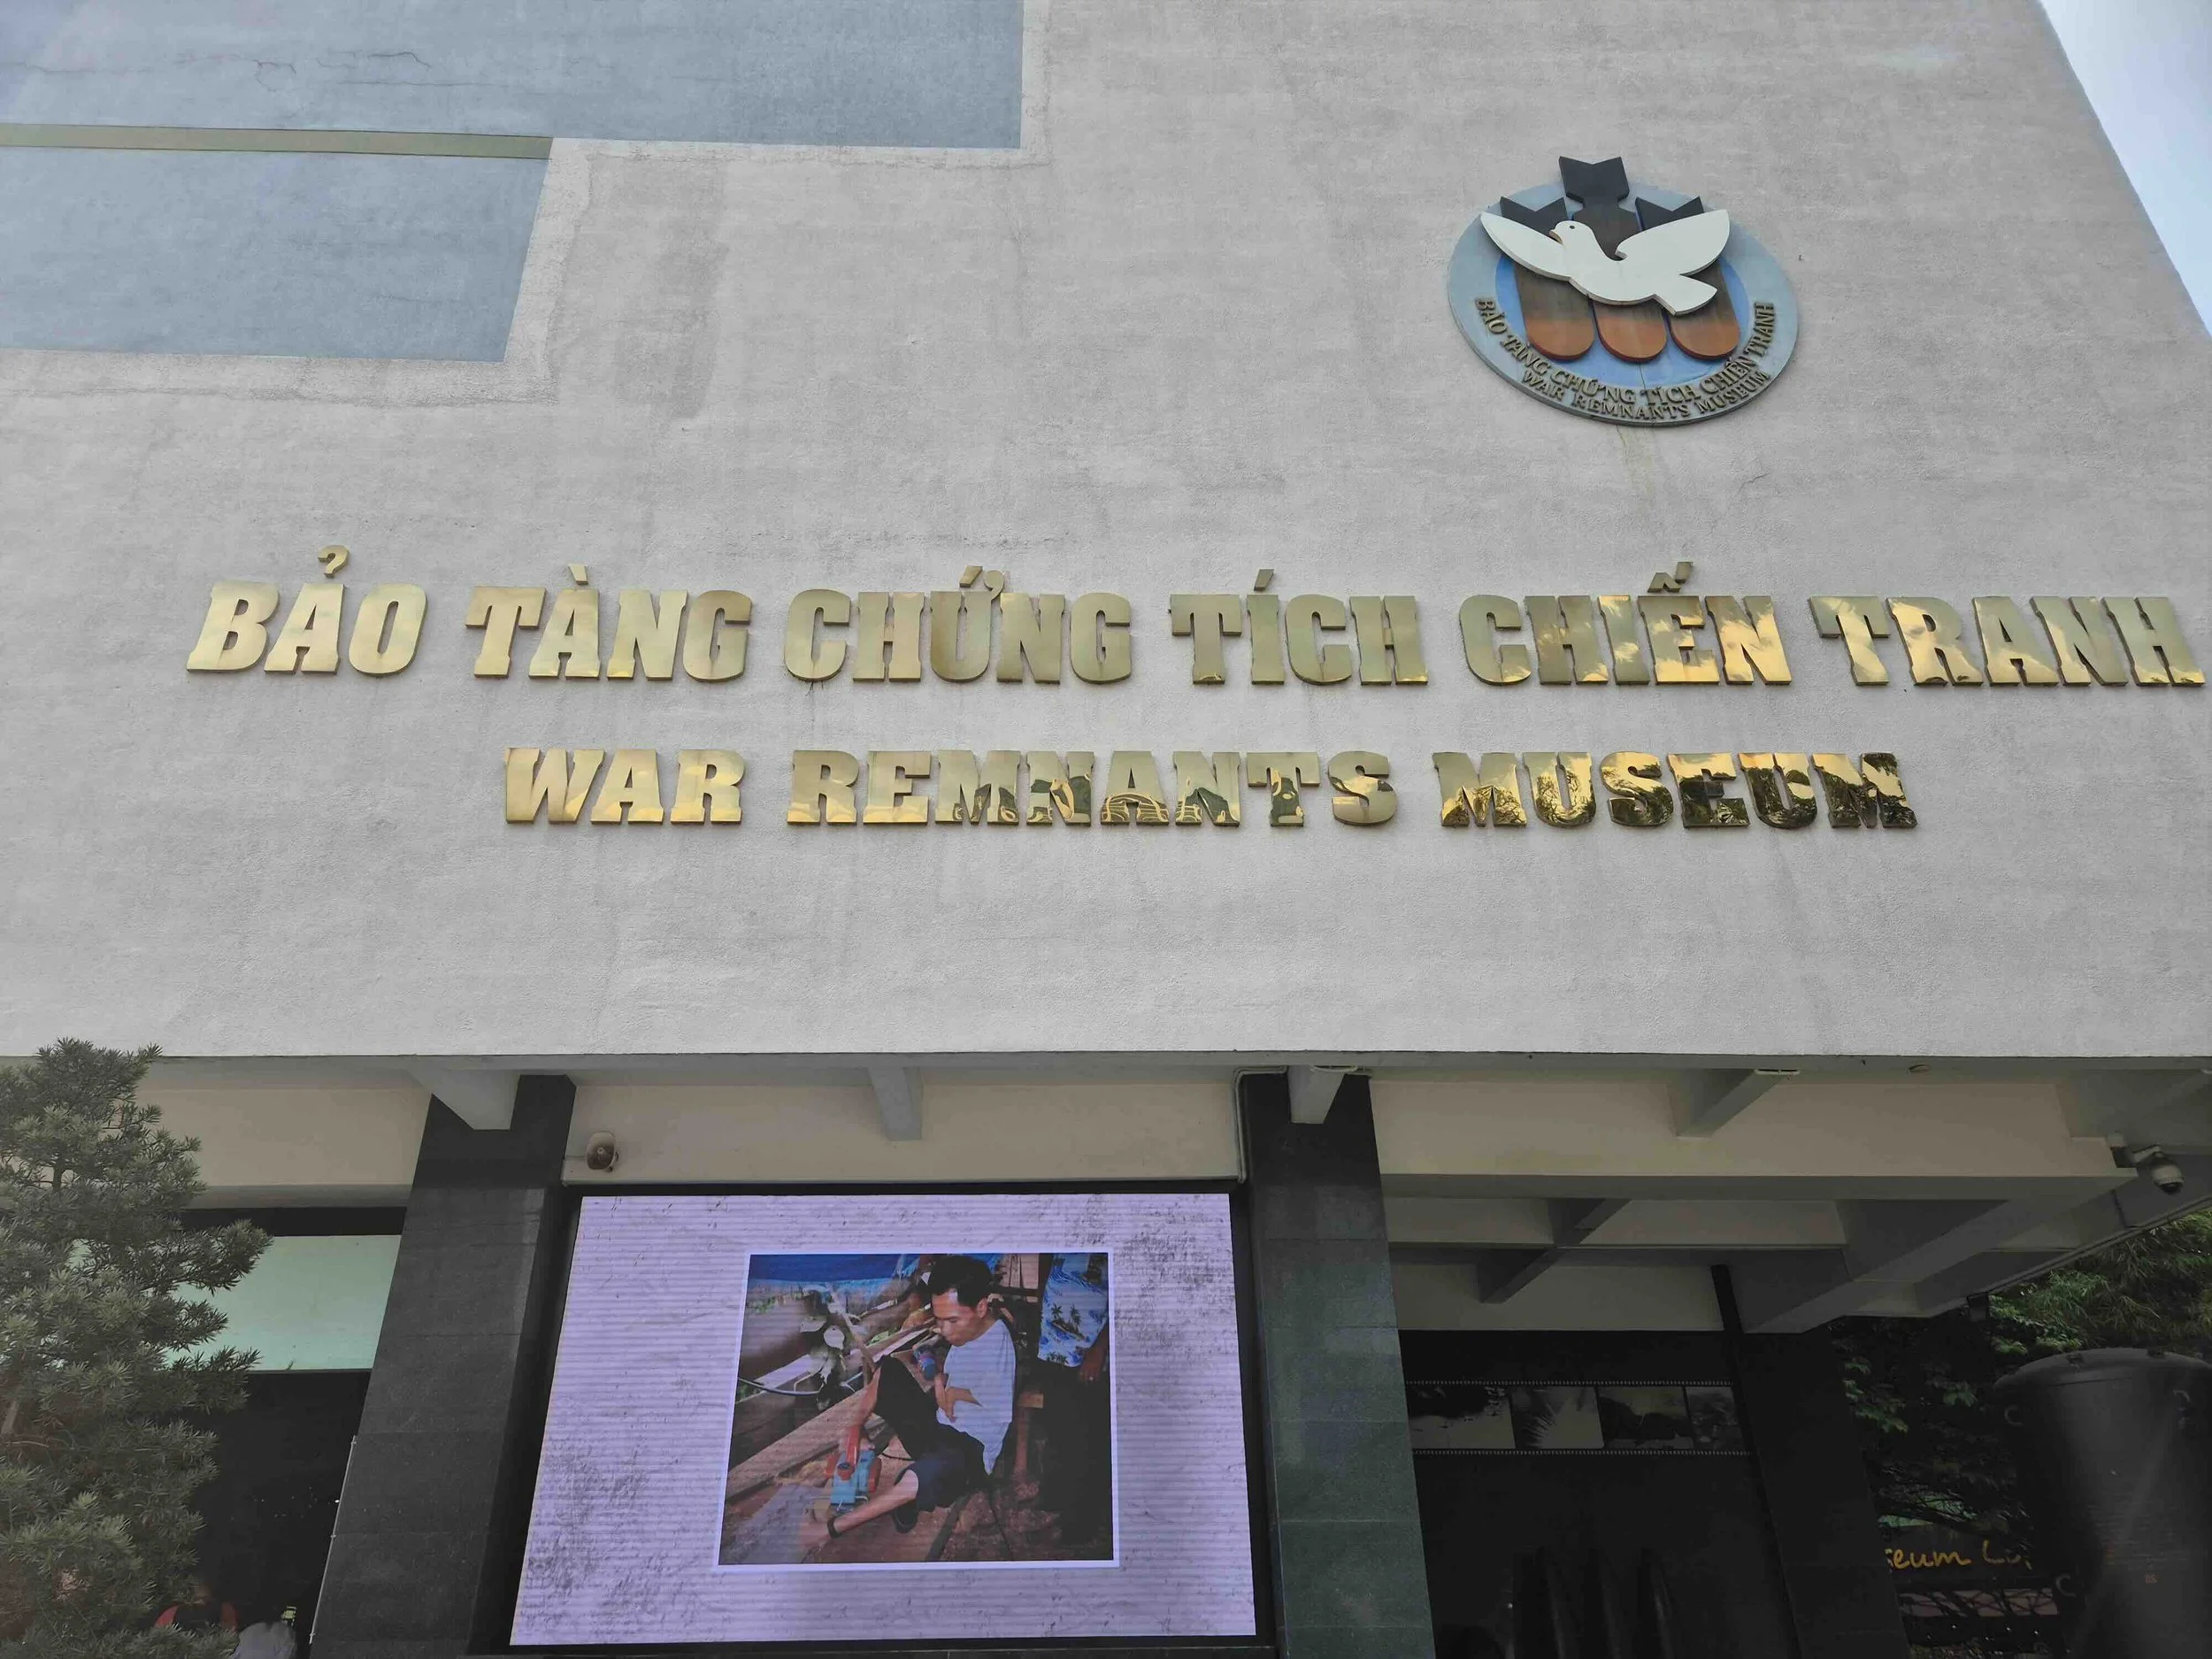 BẢO TÀNG CHỨNG TÍCH CHIẾN TRANH
WAR REMNANTS MUSEUM
BẢO TÀNG CHỨNG TÍCH CHIẾN TRANH
WAR REMNANTS MUSEUM